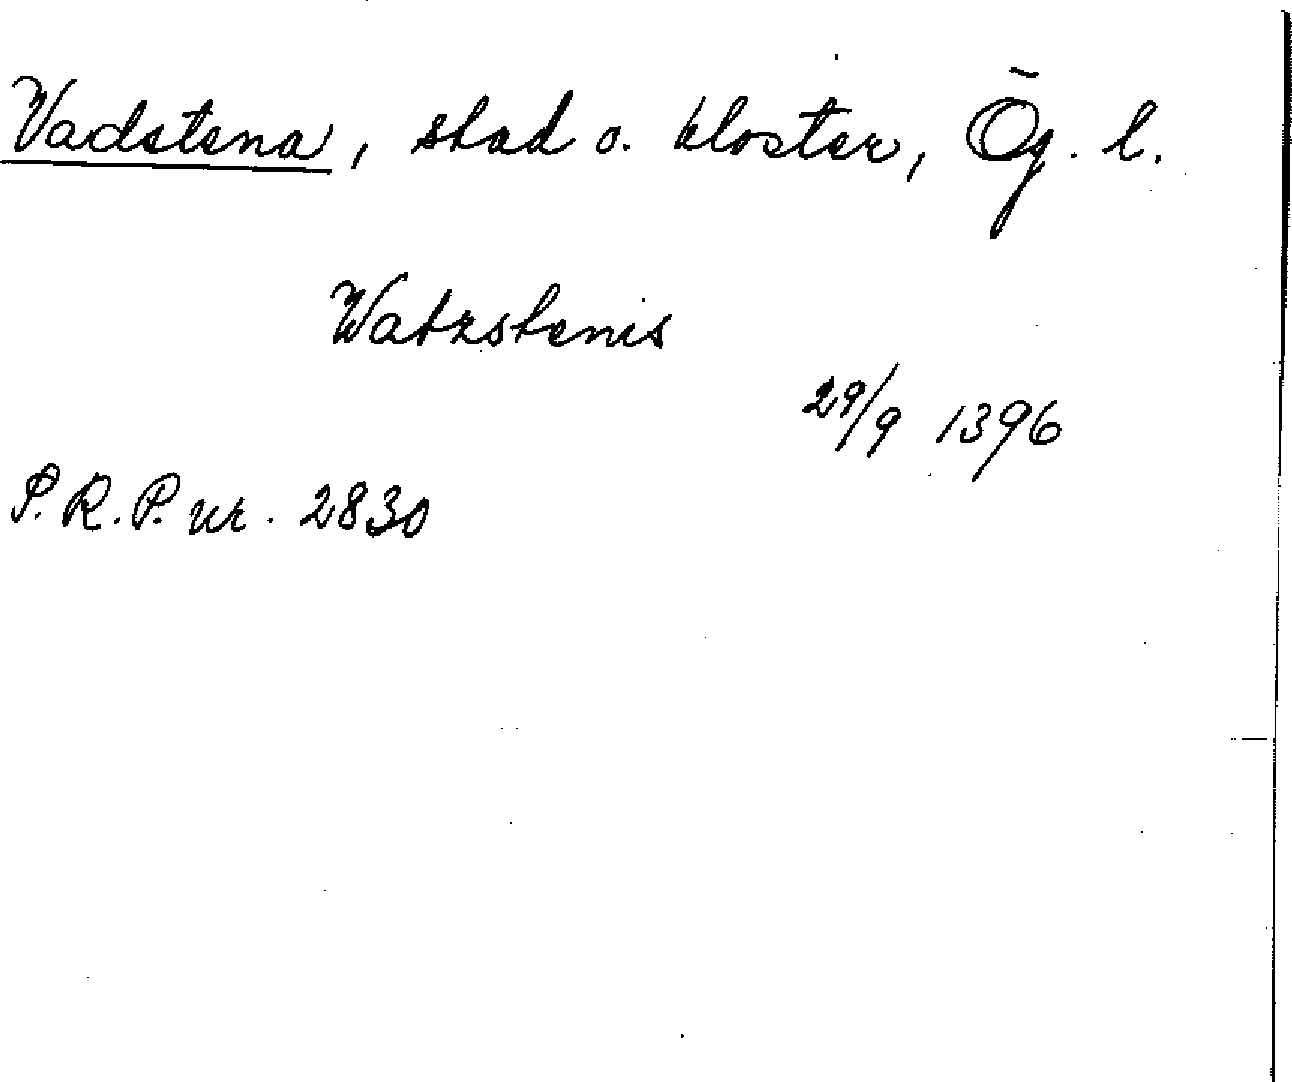 Vadstena, stad o. kloster, Ög. l.
Watzstenis
29/9 1396
S.R.P. nr. 2830